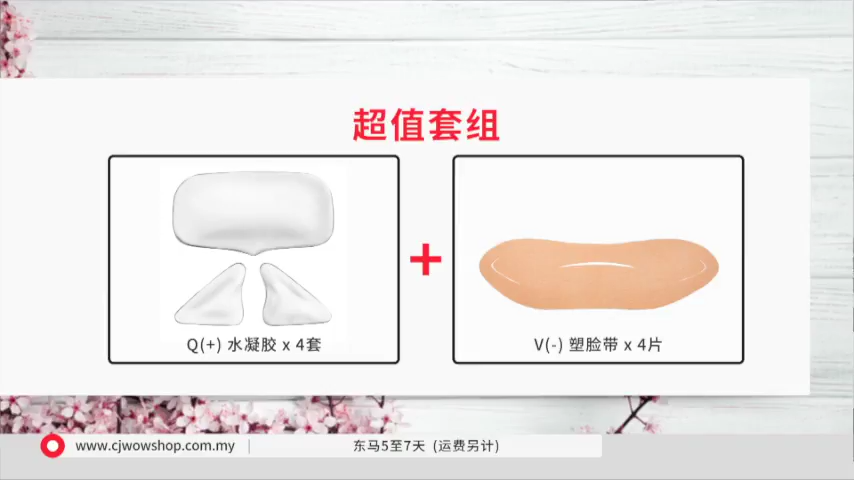 超值套组
Q(+) 水凝胶 x 4套
+
V(-) 塑脸带 x 4片
www.cjwowshop.com.my
东马5至7天 (运费另计)